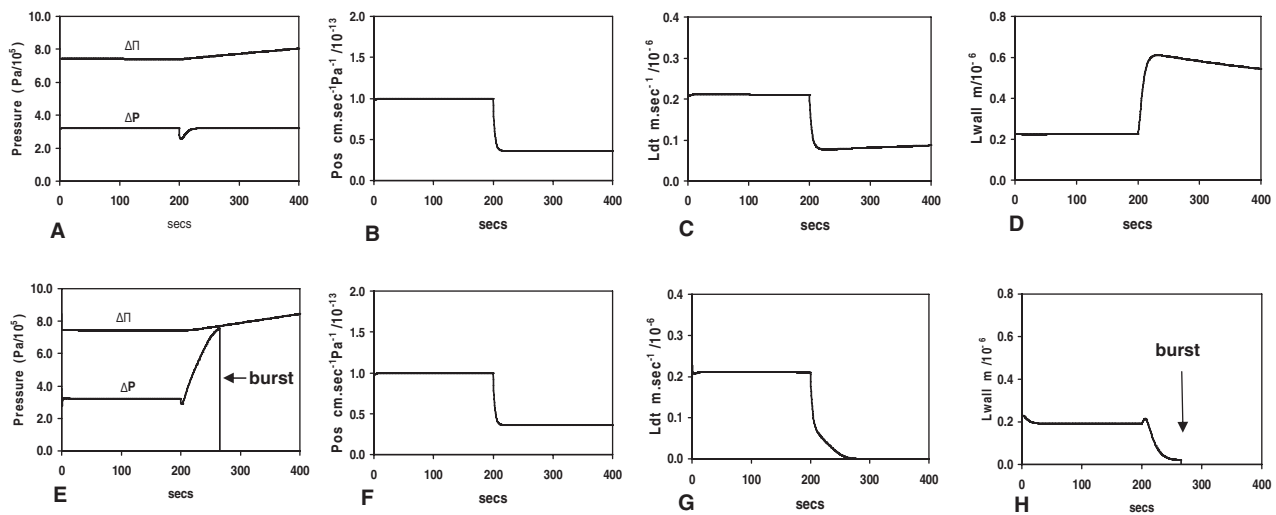 10.0
8.0
6.0
4.0
2.0
0.0
Pressure (Pa/10⁵)
ΔΠ
ΔP
0 100 200 300 400
secs
A
2.0
1.5
1.0
0.5
0.0
Pos cm.sec⁻¹Pa⁻¹/10⁻¹³
0 100 200 300 400
secs
B
0.4
0.3
0.2
0.1
0.0
Ldt m.sec⁻¹ /10⁻⁶
0 100 200 300 400
secs
C
0.8
0.6
0.4
0.2
0.0
Lwall m/10⁻⁶
0 100 200 300 400
secs
D
10.0
8.0
6.0
4.0
2.0
0.0
Pressure (Pa/10⁵)
ΔΠ
ΔP
burst
0 100 200 300 400
secs
E
2.0
1.5
1.0
0.5
0.0
Pos cm.sec⁻¹Pa⁻¹/10⁻¹³
0 100 200 300 400
secs
F
0.4
0.3
0.2
0.1
0.0
Ldt m.sec⁻¹ /10⁻⁶
0 100 200 300 400
secs
G
0.8
0.6
0.4
0.2
0.0
Lwall m /10⁻⁶
burst
0 100 200 300 400
secs
H